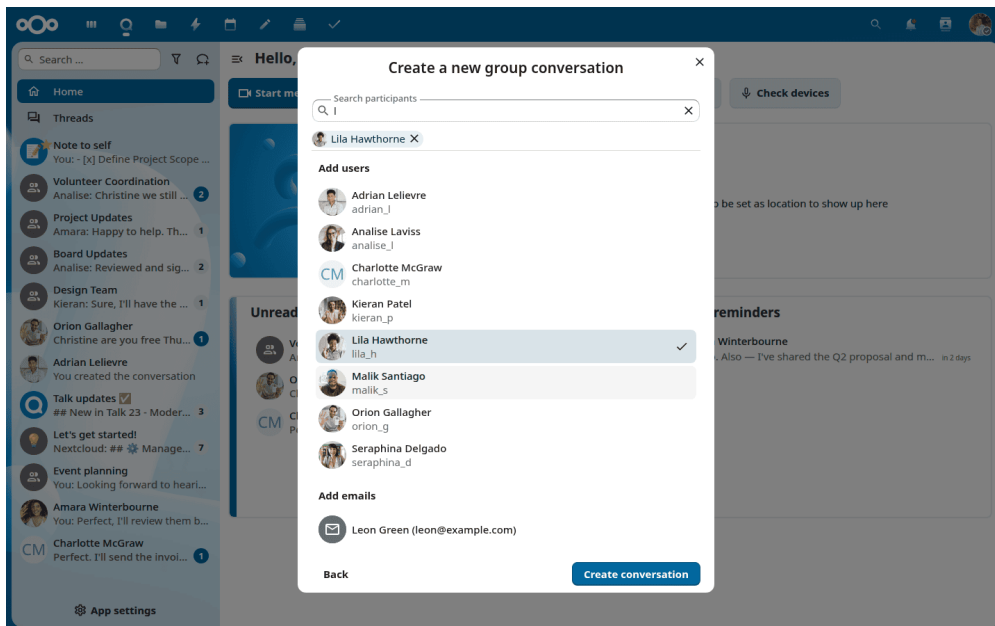 Search ...
Home
Threads
Note to self
You: - [x] Define Project Scope ...
Volunteer Coordination
Analise: Christine we still ... 2
Project Updates
Amara: Happy to help. Th... 1
Board Updates
Analise: Reviewed and sig... 2
Design Team
Kieran: Sure, I'll have the ... 1
Orion Gallagher
Christine are you free Thu... 1
Adrian Lelievre
You created the conversation
Talk updates ✅
## New in Talk 23 - Moder... 3
Let's get started!
Nextcloud: ## ⚙️ Manage... 7
Event planning
You: Looking forward to heari...
Amara Winterbourne
You: Perfect, I'll review them b...
CM
Charlotte McGraw
Perfect. I'll send the invoi... 1
App settings
Hello,
Start me
Check devices
o be set as location to show up here
Unread
CM
reminders
Winterbourne
. Also — I've shared the Q2 proposal and m... in 2 days
Create a new group conversation
Search participants
l
Lila Hawthorne
Add users
Adrian Lelievre
adrian_l
Analise Laviss
analise_l
CM
Charlotte McGraw
charlotte_m
Kieran Patel
kieran_p
Lila Hawthorne
lila_h
Malik Santiago
malik_s
Orion Gallagher
orion_g
Seraphina Delgado
seraphina_d
Add emails
Leon Green (leon@example.com)
Back
Create conversation